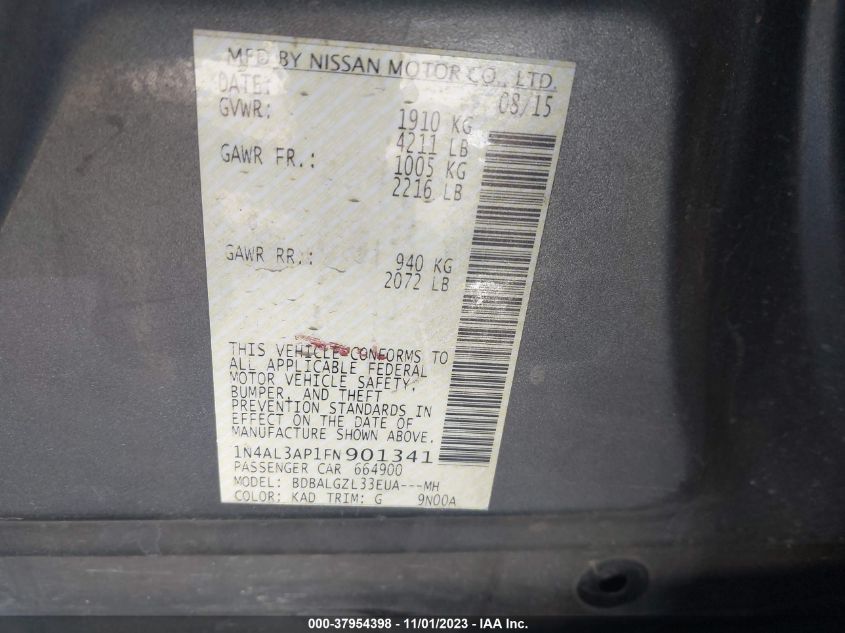 MFD BY NISSAN MOTOR CO., LTD.
DATE: 08/15
GVWR: 1910 KG
4211 LB
GAWR FR.: 1005 KG
2216 LB
GAWR RR.: 940 KG
2072 LB
THIS VEHICLE CONFORMS TO
ALL APPLICABLE FEDERAL
MOTOR VEHICLE SAFETY,
BUMPER, AND THEFT
PREVENTION STANDARDS IN
EFFECT ON THE DATE OF
MANUFACTURE SHOWN ABOVE.
1N4AL3AP1FN901341
PASSENGER CAR 664900
MODEL: BDBALGZL33EUA---MH
COLOR: KAD TRIM: G 9N00A
000-37954398 - 11/01/2023 - IAA Inc.